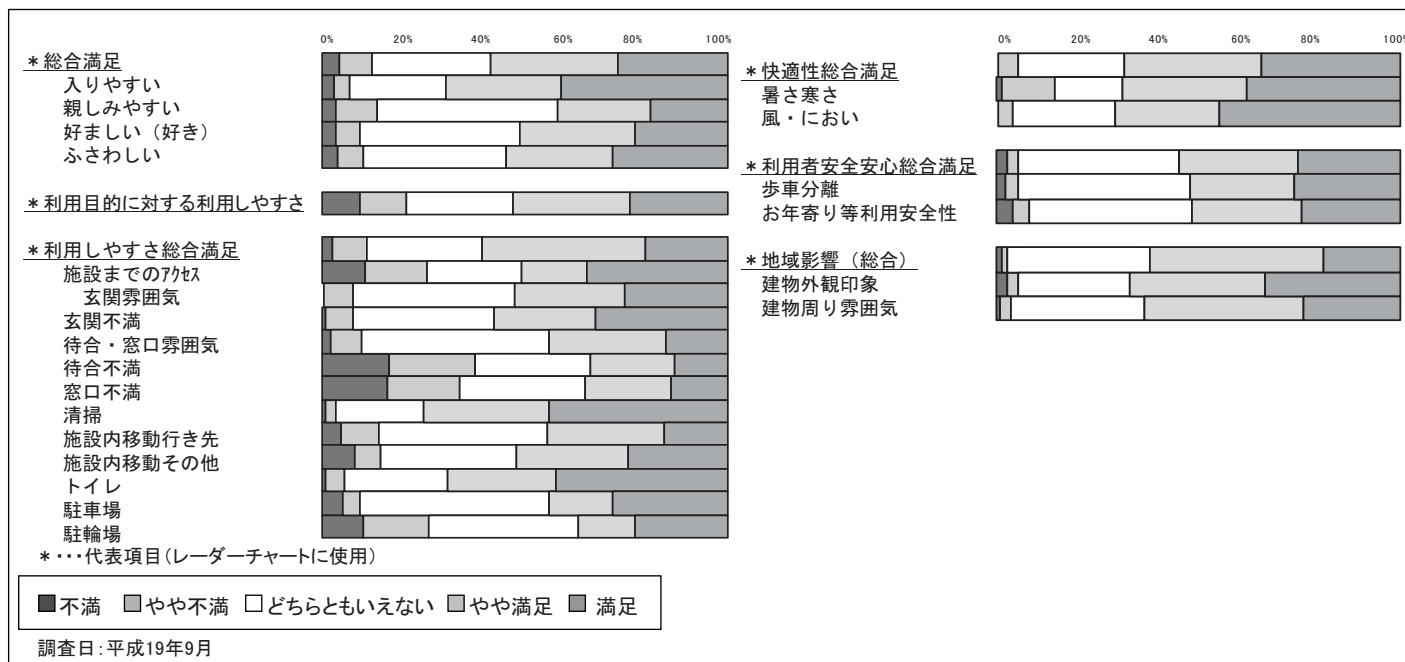 0% 20% 40% 60% 80% 100%
＊総合満足
入りやすい
親しみやすい
好ましい（好き）
ふさわしい
＊利用目的に対する利用しやすさ
＊利用しやすさ総合満足
施設までのｱｸｾｽ
玄関雰囲気
玄関不満
待合・窓口雰囲気
待合不満
窓口不満
清掃
施設内移動行き先
施設内移動その他
トイレ
駐車場
駐輪場
＊･･･代表項目（レーダーチャートに使用）
0% 20% 40% 60% 80% 100%
＊快適性総合満足
暑さ寒さ
風・におい
＊利用者安全安心総合満足
歩車分離
お年寄り等利用安全性
＊地域影響（総合）
建物外観印象
建物周り雰囲気
不満 やや不満 どちらともいえない やや満足 満足
調査日：平成19年9月